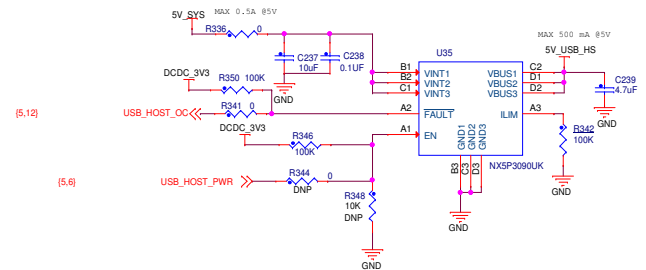 5V_SYS
MAX 0.5A @5V
R336 0
MAX 500 mA @5V
5V_USB_HS
C237
10uF
C238
0.1UF
U35
DCDC_3V3
R350 100K
GND
B1 VINT1 VBUS1 C2
B2 VINT2 VBUS2 D1
C1 VINT3 VBUS3 D2
C239
4.7uF
GND
{5,12} USB_HOST_OC R341 0
A2 FAULT ILIM A3
DCDC_3V3
R346
100K
A1 EN
GND1
GND2
GND3
R342
100K
B3
C3
D3
NX5P3090UK
{5,6} USB_HOST_PWR R344 0
DNP
GND
R348
10K
DNP
GND
GND